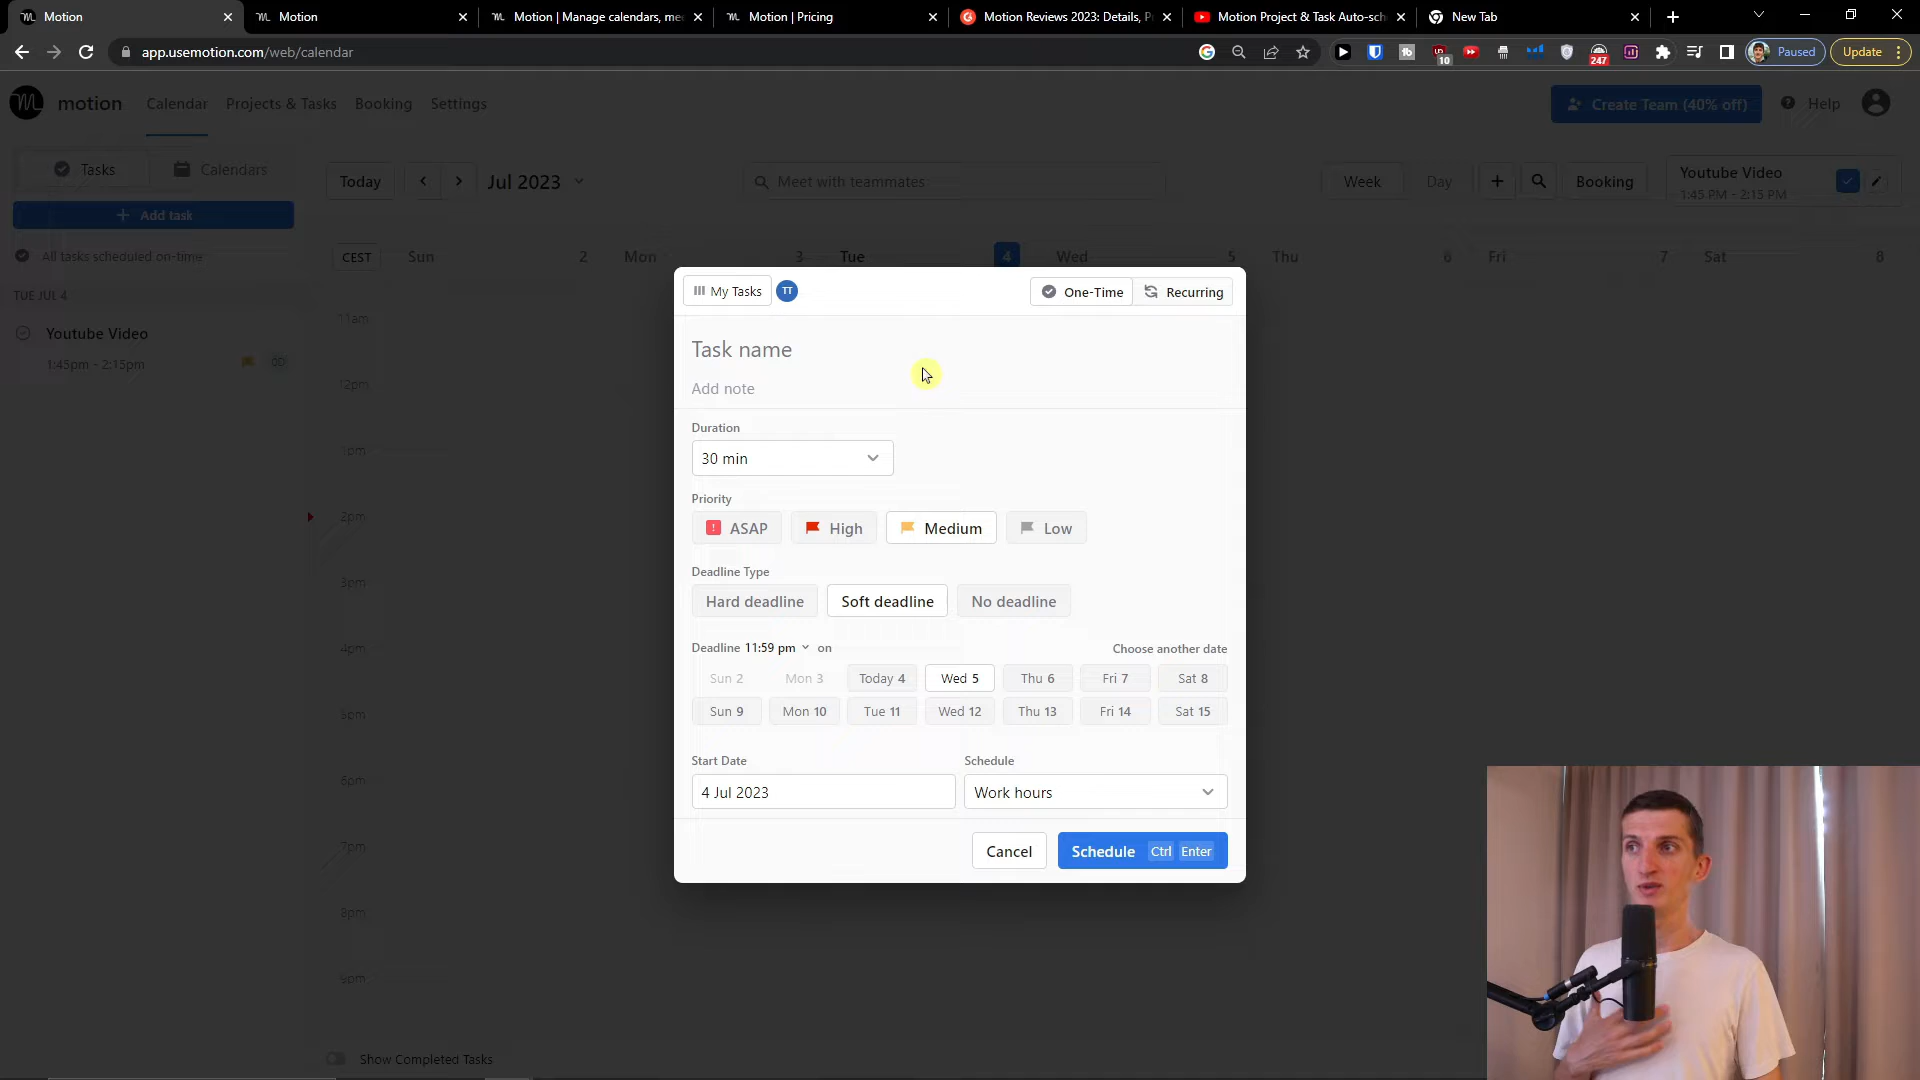 Motion
Motion
Motion | Manage calendars, me
Motion | Pricing
Motion Reviews 2023: Details, P
Motion Project & Task Auto-sch
New Tab
app.usemotion.com/web/calendar
10
247
Paused
Update
motion
Calendar
Projects & Tasks
Booking
Settings
Create Team (40% off)
Help
Tasks
Calendars
Today
Jul 2023
Meet with teammates
Week
Day
Booking
Youtube Video
1:45 PM - 2:15 PM
Add task
All tasks scheduled on-time
CEST
Sun 2
Mon 3
Tue 4
Wed 5
Thu 6
Fri 7
Sat 8
TUE JUL 4
Youtube Video
1:45pm - 2:15pm
0D
11am
12pm
1pm
2pm
3pm
4pm
5pm
6pm
7pm
8pm
9pm
My Tasks
TT
One-Time
Recurring
Task name
Add note
Duration
30 min
Priority
ASAP
High
Medium
Low
Deadline Type
Hard deadline
Soft deadline
No deadline
Deadline 11:59 pm on
Choose another date
Sun 2
Mon 3
Today 4
Wed 5
Thu 6
Fri 7
Sat 8
Sun 9
Mon 10
Tue 11
Wed 12
Thu 13
Fri 14
Sat 15
Start Date
Schedule
4 Jul 2023
Work hours
Cancel
Schedule Ctrl Enter
Show Completed Tasks